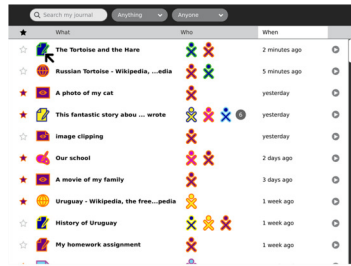 Search my journal Anything Anyone
What Who When
The Tortoise and the Hare 2 minutes ago
Russian Tortoise - Wikipedia, ...edia 5 minutes ago
A photo of my cat yesterday
This fantastic story abou ... wrote 6 yesterday
image clipping yesterday
Our school 2 days ago
A movie of my family 3 days ago
Uruguay - Wikipedia, the free...pedia 1 week ago
History of Uruguay 1 week ago
My homework assignment 1 week ago